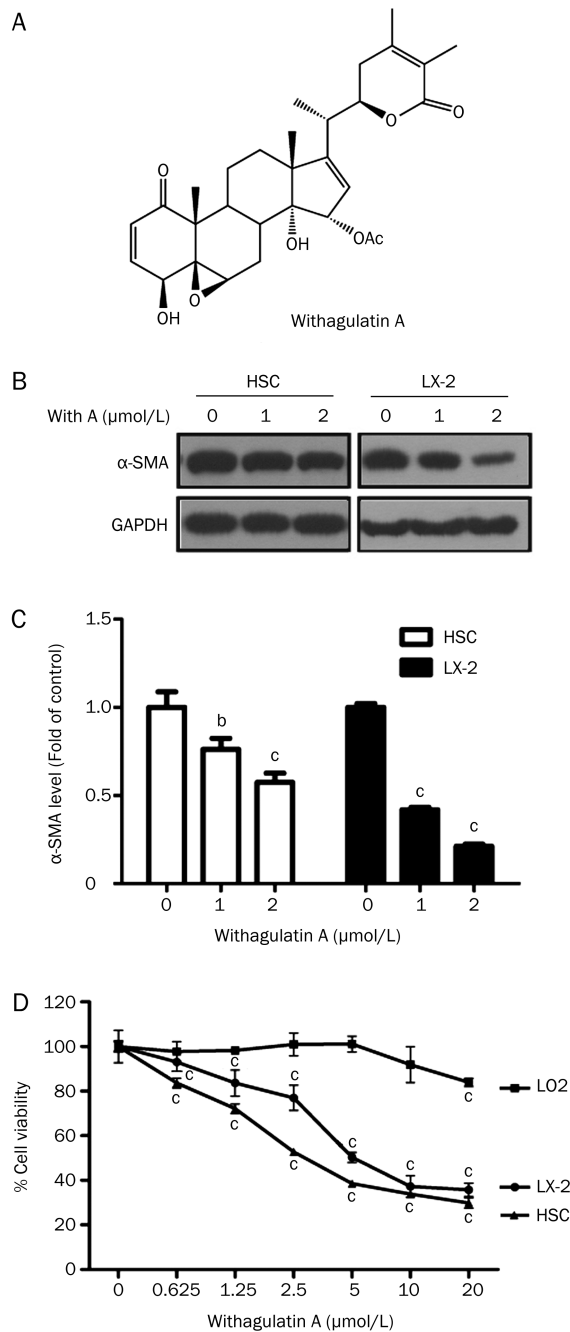 A
O
O
O
OH
OAc
O
OH
Withagulatin A
B
HSC LX-2
With A (μmol/L) 0 1 2 0 1 2
α-SMA
GAPDH
C
1.5
HSC
LX-2
1.0
b
c
0.5
c
c
0
0 1 2 0 1 2
α-SMA level (Fold of control)
Withagulatin A (μmol/L)
D
120
100
80
60
40
20
0
c
c
c
c
c
c
c
c
c
c
c
c
c
LO2
LX-2
HSC
% Cell viability
0 0.625 1.25 2.5 5 10 20
Withagulatin A (μmol/L)